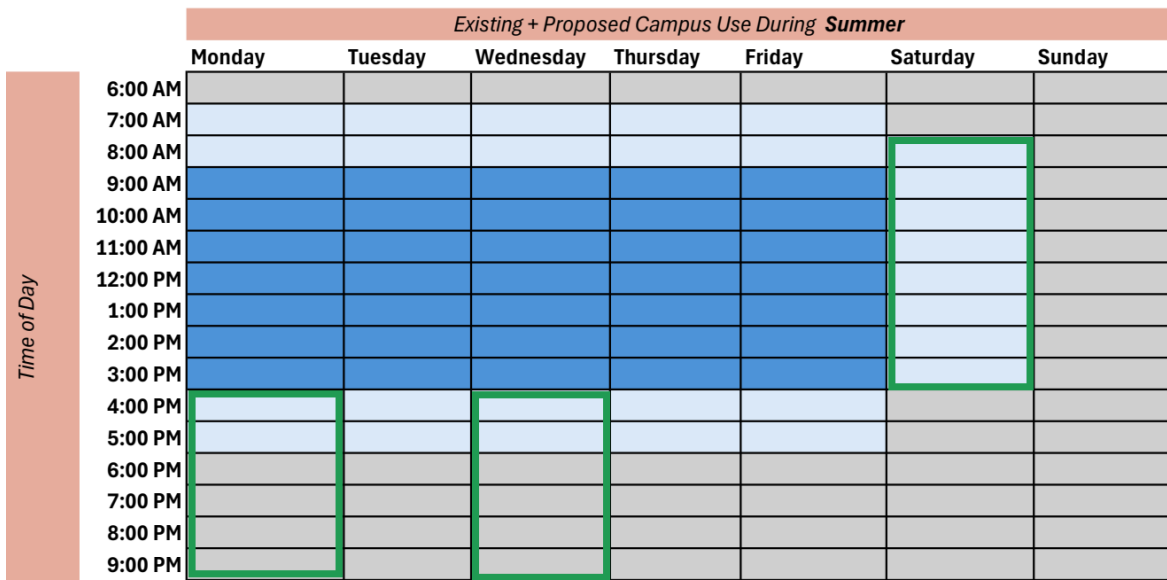 Existing + Proposed Campus Use During Summer
Monday Tuesday Wednesday Thursday Friday Saturday Sunday
Time of Day
6:00 AM
7:00 AM
8:00 AM
9:00 AM
10:00 AM
11:00 AM
12:00 PM
1:00 PM
2:00 PM
3:00 PM
4:00 PM
5:00 PM
6:00 PM
7:00 PM
8:00 PM
9:00 PM